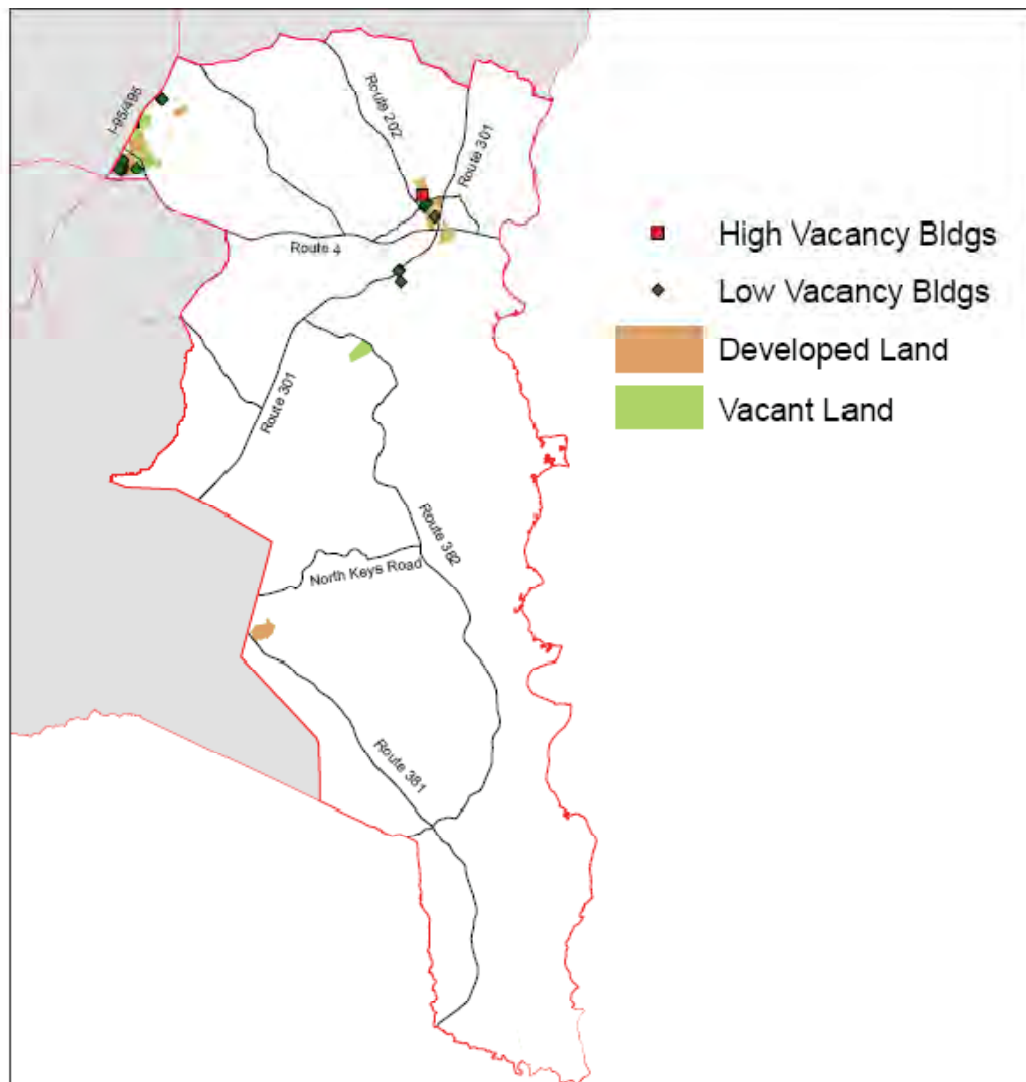 I-95/495
Route 202
Route 301
Route 4
High Vacancy Bldgs
Low Vacancy Bldgs
Developed Land
Vacant Land
Route 301
Route 382
North Keys Road
Route 381